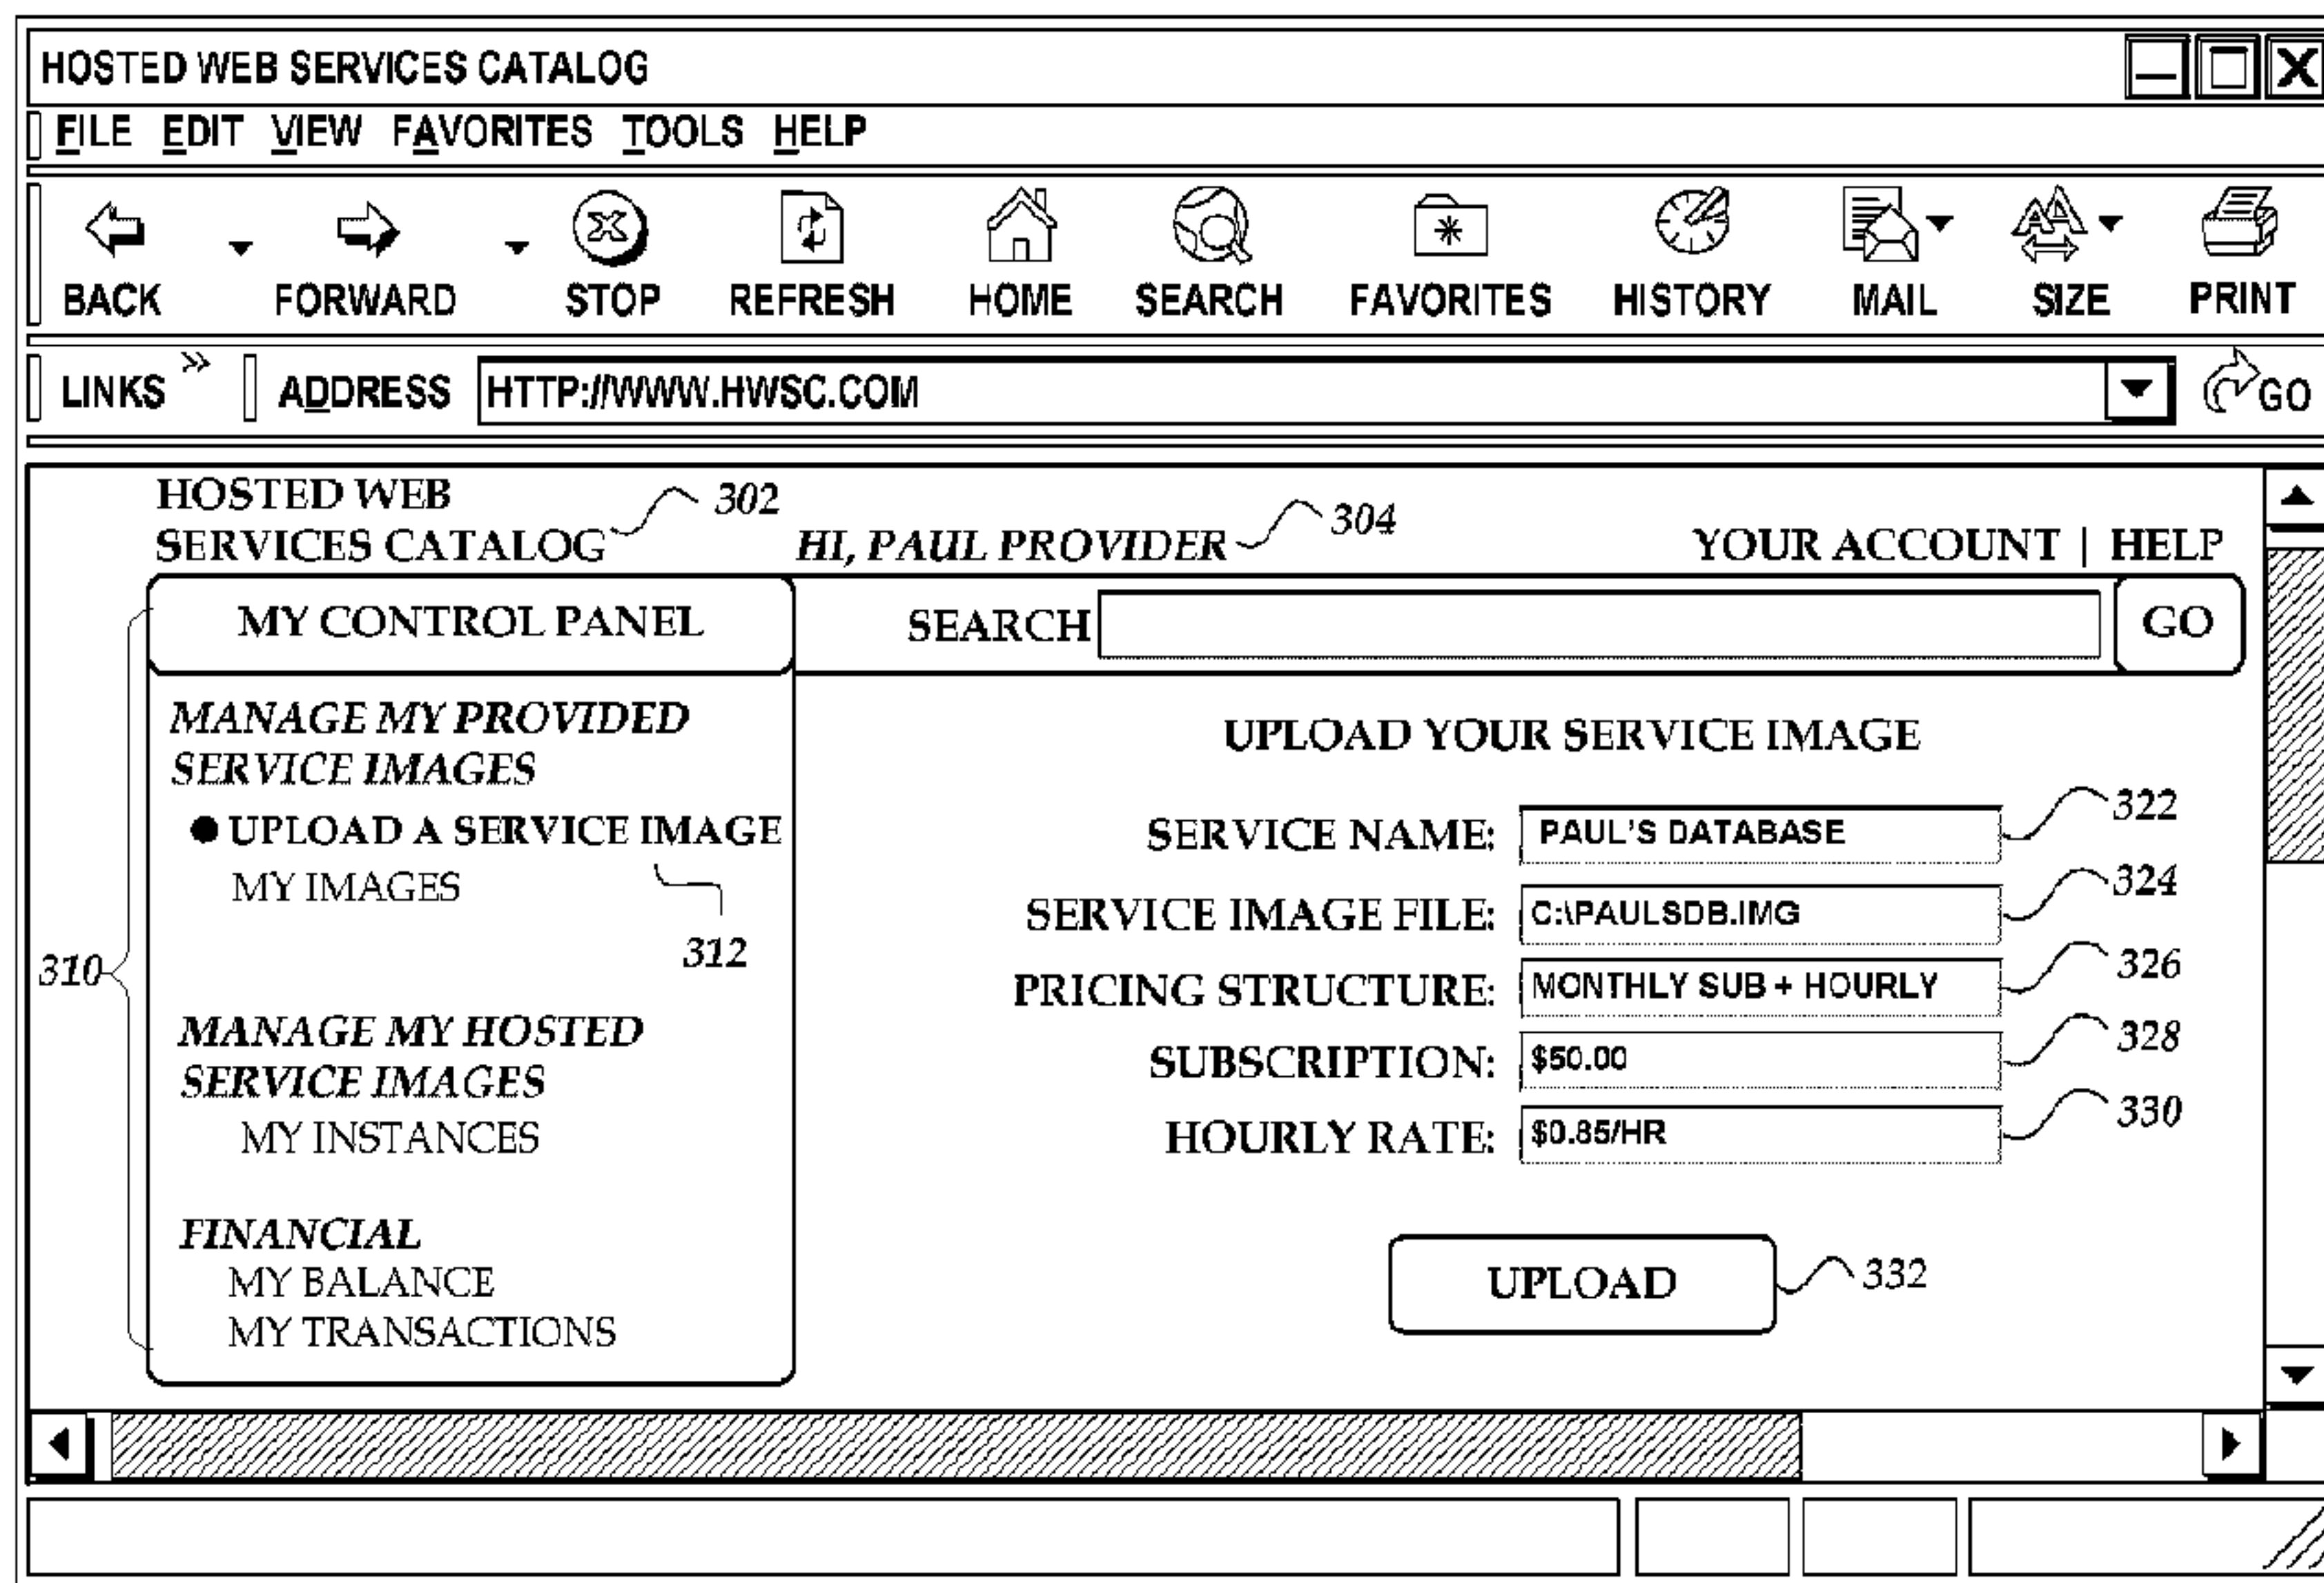 HOSTED WEB SERVICES CATALOG
FILE EDIT VIEW FAVORITES TOOLS HELP
BACK FORWARD STOP REFRESH HOME SEARCH FAVORITES HISTORY MAIL SIZE PRINT
LINKS » ADDRESS HTTP://WWW.HWSC.COM GO
HOSTED WEB 302
SERVICES CATALOG HI, PAUL PROVIDER 304 YOUR ACCOUNT | HELP
MY CONTROL PANEL SEARCH GO
310
MANAGE MY PROVIDED
SERVICE IMAGES
UPLOAD A SERVICE IMAGE
MY IMAGES
312
MANAGE MY HOSTED
SERVICE IMAGES
MY INSTANCES
FINANCIAL
MY BALANCE
MY TRANSACTIONS
UPLOAD YOUR SERVICE IMAGE
SERVICE NAME: PAUL'S DATABASE 322
SERVICE IMAGE FILE: C:\PAULSDB.IMG 324
PRICING STRUCTURE: MONTHLY SUB + HOURLY 326
SUBSCRIPTION: $50.00 328
HOURLY RATE: $0.85/HR 330
UPLOAD 332